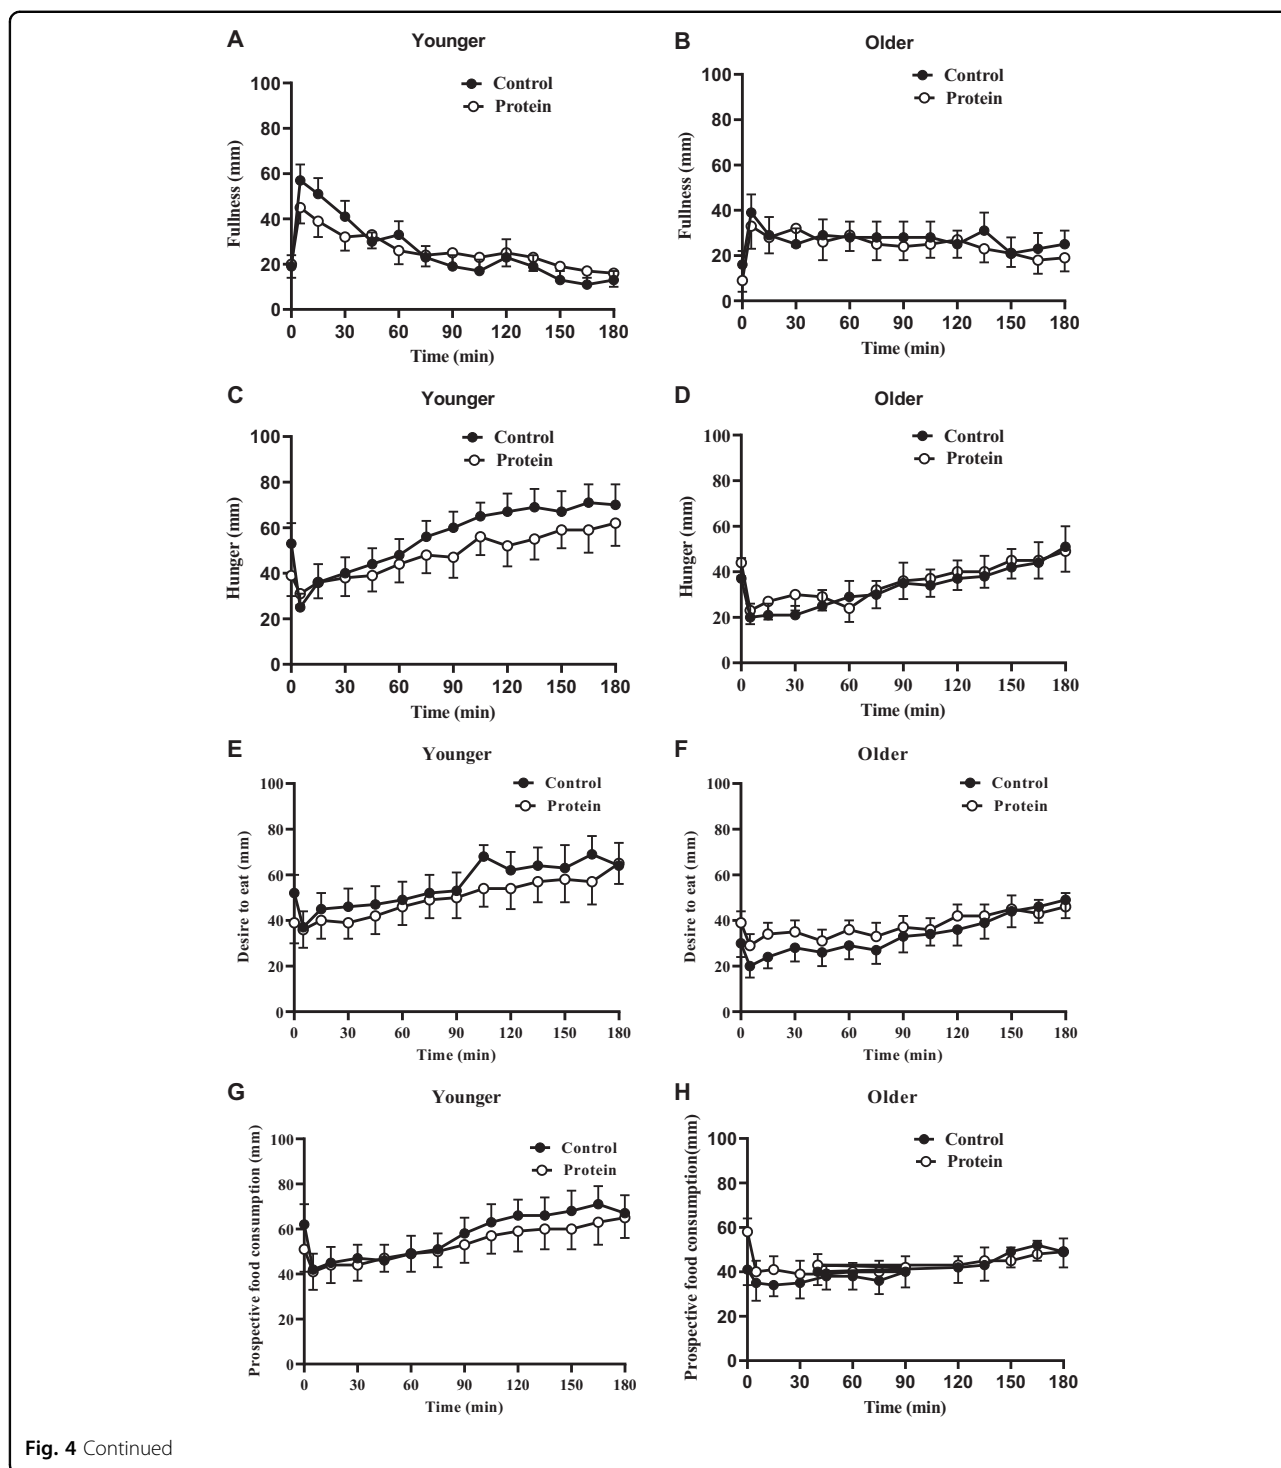 A Younger
Control
Protein
Fullness (mm)
100
80
60
40
20
0
0 30 60 90 120 150 180
Time (min)
B Older
Control
Protein
Fullness (mm)
100
80
60
40
20
0
0 30 60 90 120 150 180
Time (min)
C Younger
Control
Protein
Hunger (mm)
100
80
60
40
20
0
0 30 60 90 120 150 180
Time (min)
D Older
Control
Protein
Hunger (mm)
100
80
60
40
20
0
0 30 60 90 120 150 180
Time (min)
E Younger
Control
Protein
Desire to eat (mm)
100
80
60
40
20
0
0 30 60 90 120 150 180
Time (min)
F Older
Control
Protein
Desire to eat (mm)
100
80
60
40
20
0
0 30 60 90 120 150 180
Time (min)
G Younger
Control
Protein
Prospective food consumption (mm)
100
80
60
40
20
0
0 30 60 90 120 150 180
Time (min)
H Older
Control
Protein
Prospective food consumption(mm)
100
80
60
40
20
0
0 30 60 90 120 150 180
Time (min)
Fig. 4 Continued